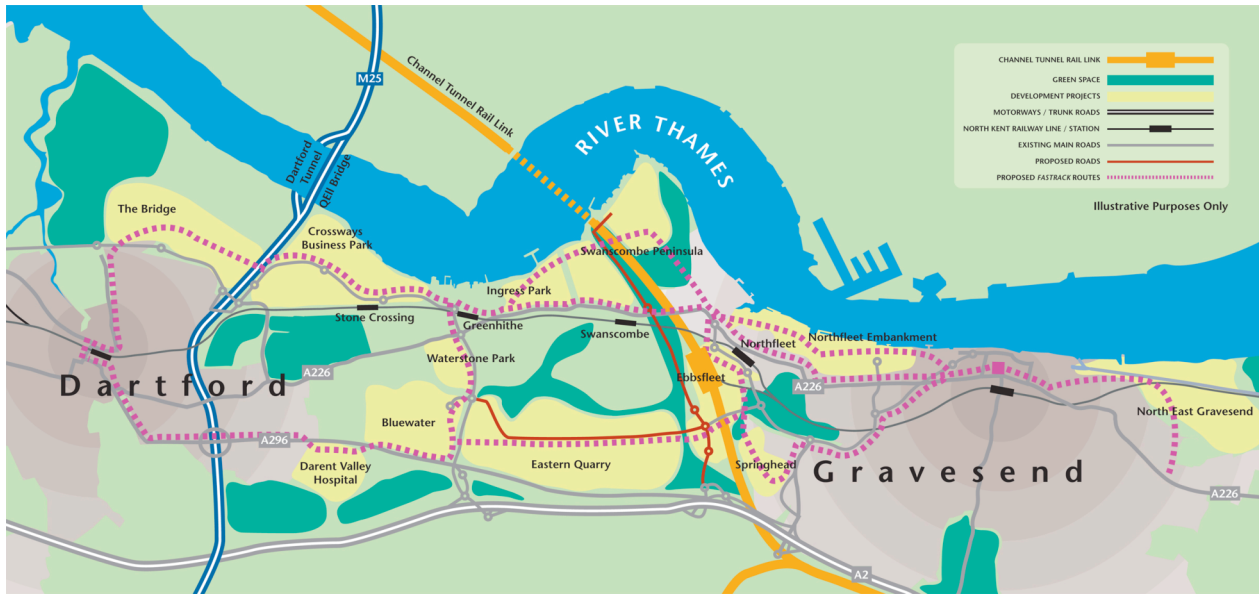 Channel Tunnel Rail Link
M25
RIVER THAMES
CHANNEL TUNNEL RAIL LINK
GREEN SPACE
DEVELOPMENT PROJECTS
MOTORWAYS / TRUNK ROADS
NORTH KENT RAILWAY LINE / STATION
EXISTING MAIN ROADS
PROPOSED ROADS
PROPOSED FASTRACK ROUTES
Illustrative Purposes Only
Dartford
Tunnel
QEII Bridge
The Bridge
Crossways
Business Park
Swanscombe Peninsula
Ingress Park
Stone Crossing
Greenhithe
Swanscombe
Northfleet
Northfleet Embankment
Waterstone Park
Ebbsfleet
Dartford
A226
A226
North East Gravesend
Bluewater
A296
Darent Valley
Hospital
Eastern Quarry
Springhead
Gravesend
A226
A2